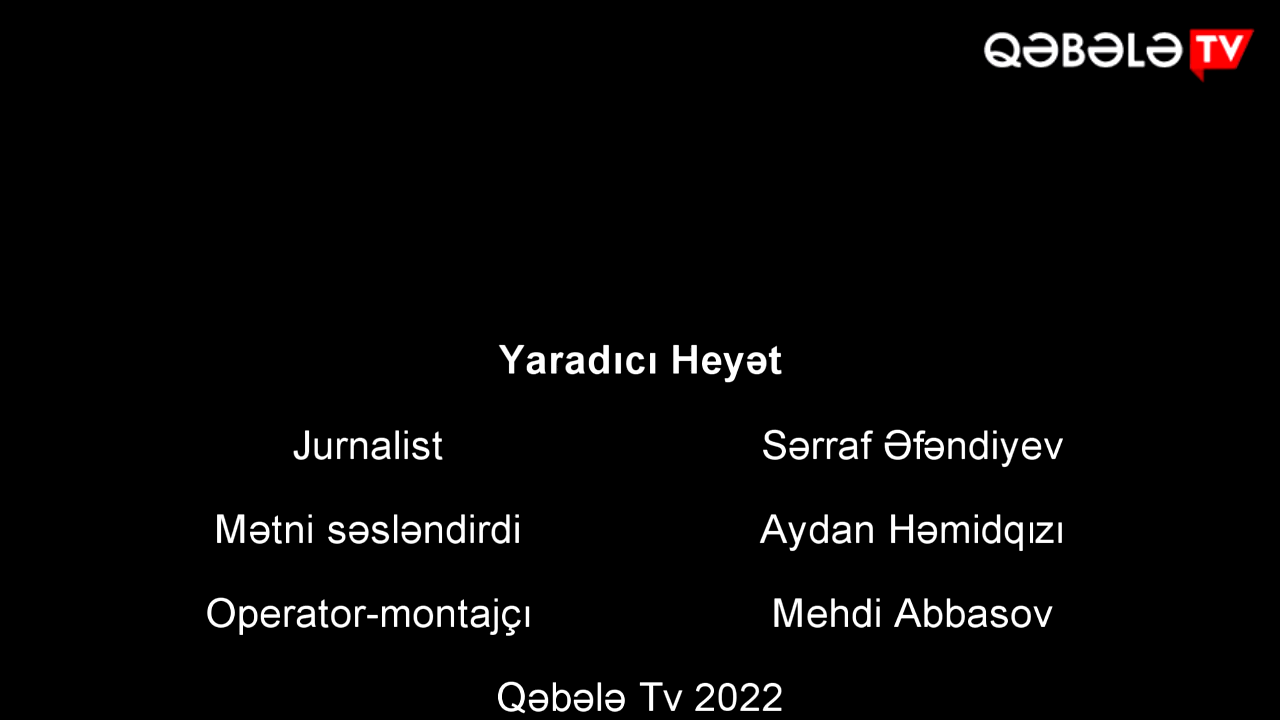 QƏBƏLƏ TV
Yaradıcı Heyət
Jurnalist Sərraf Əfəndiyev
Mətni səsləndirdi Aydan Həmidqızı
Operator-montajçı Mehdi Abbasov
Qəbələ Tv 2022